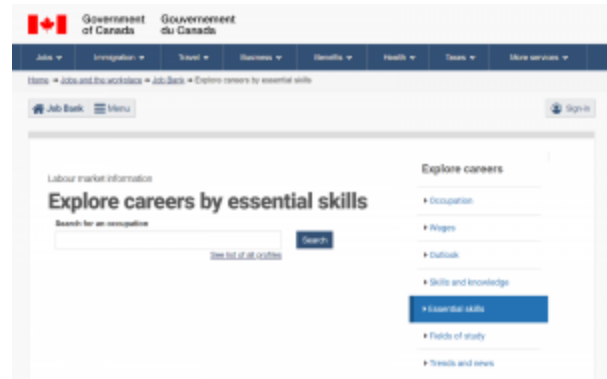 Government Gouvernement
of Canada du Canada
Jobs Immigration Travel Business Benefits Health Taxes More services
Home Jobs and the workplace Job Bank Explore careers by essential skills
Job Bank Menu Sign-in
Labour market information
Explore careers by essential skills
Search for an occupation
Search
See list of all profiles
Explore careers
Occupation
Wages
Outlook
Skills and knowledge
Essential skills
Fields of study
Trends and news